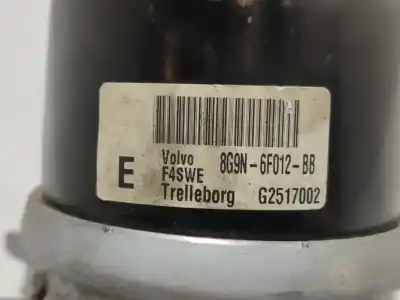 E
Volvo 8G9N-6F012-BB
F4SWE
Trelleborg G2517002